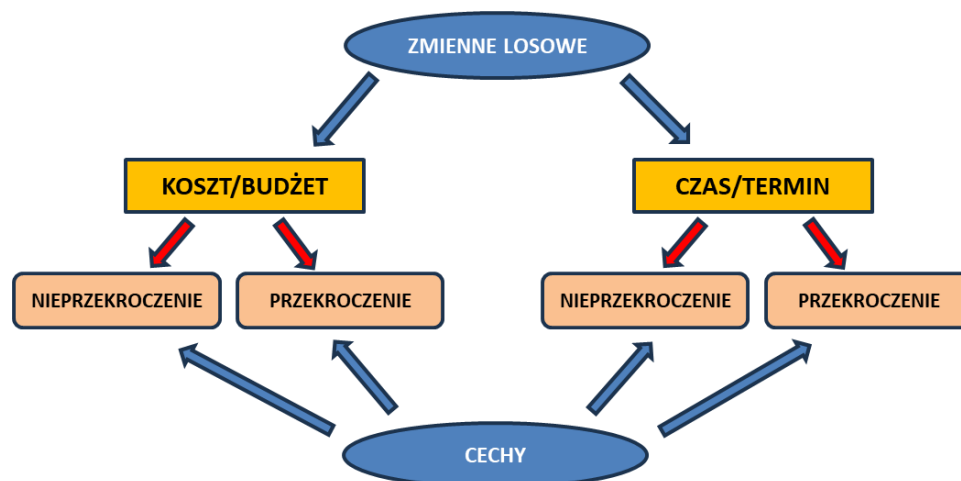 ZMIENNE LOSOWE
KOSZT/BUDŻET
CZAS/TERMIN
NIEPRZEKROCZENIE
PRZEKROCZENIE
NIEPRZEKROCZENIE
PRZEKROCZENIE
CECHY